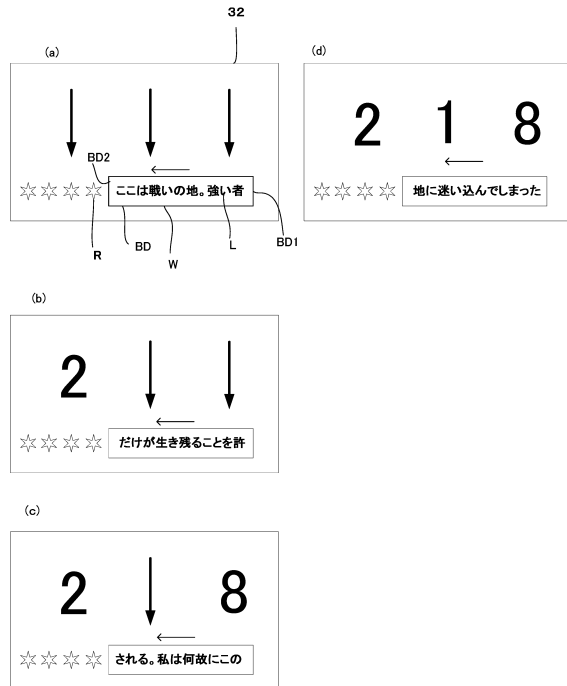 32
(a)
BD2
ここは戦いの地。強い者
R
BD
W
L
BD1
(d)
2 1 8
地に迷い込んでしまった
(b)
2
だけが生き残ることを許
(c)
2 8
される。私は何故にこの